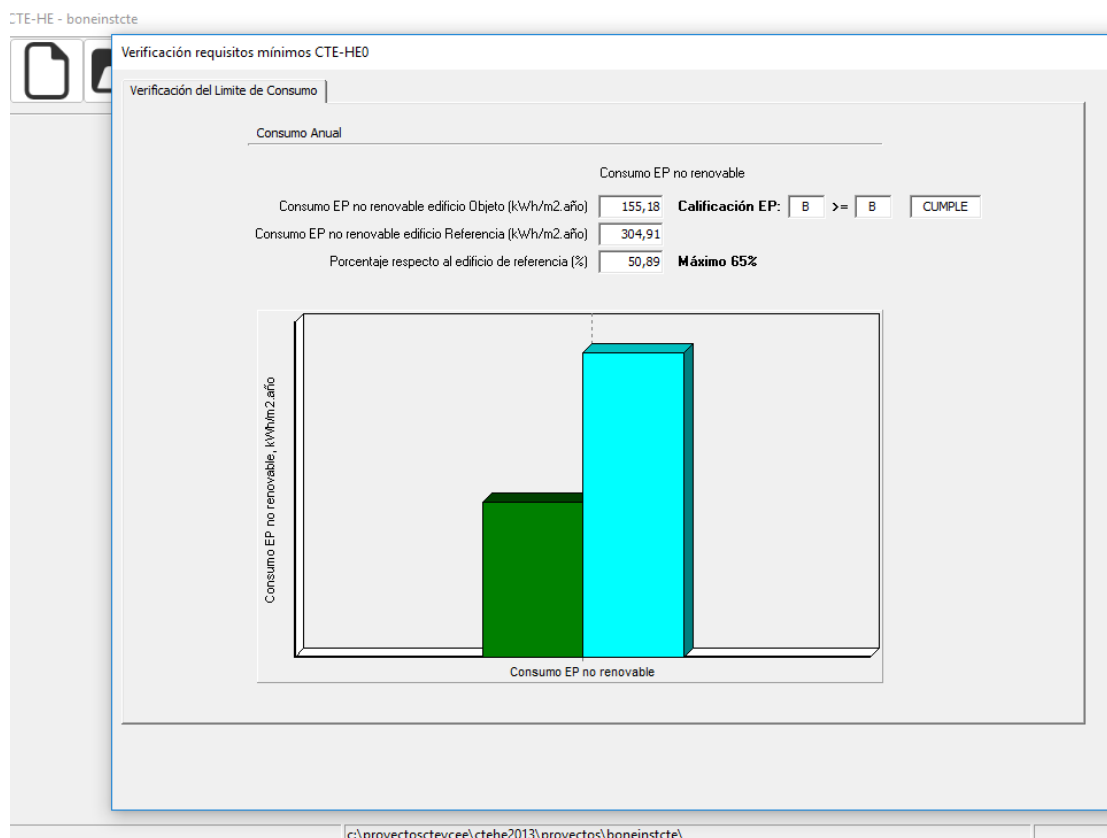 CTE-HE - boneinstcte
Verificación requisitos mínimos CTE-HE0
Verificación del Limite de Consumo
Consumo Anual
Consumo EP no renovable
Consumo EP no renovable edificio Objeto (kWh/m2.año) 155,18 Calificación EP: B >= B CUMPLE
Consumo EP no renovable edificio Referencia (kWh/m2.año) 304,91
Porcentaje respecto al edificio de referencia (%) 50,89 Máximo 65%
Consumo EP no renovable, kWh/m2.año
Consumo EP no renovable
c:\proyectosctevcee\ctehe2013\proyectos\boneinstcte\